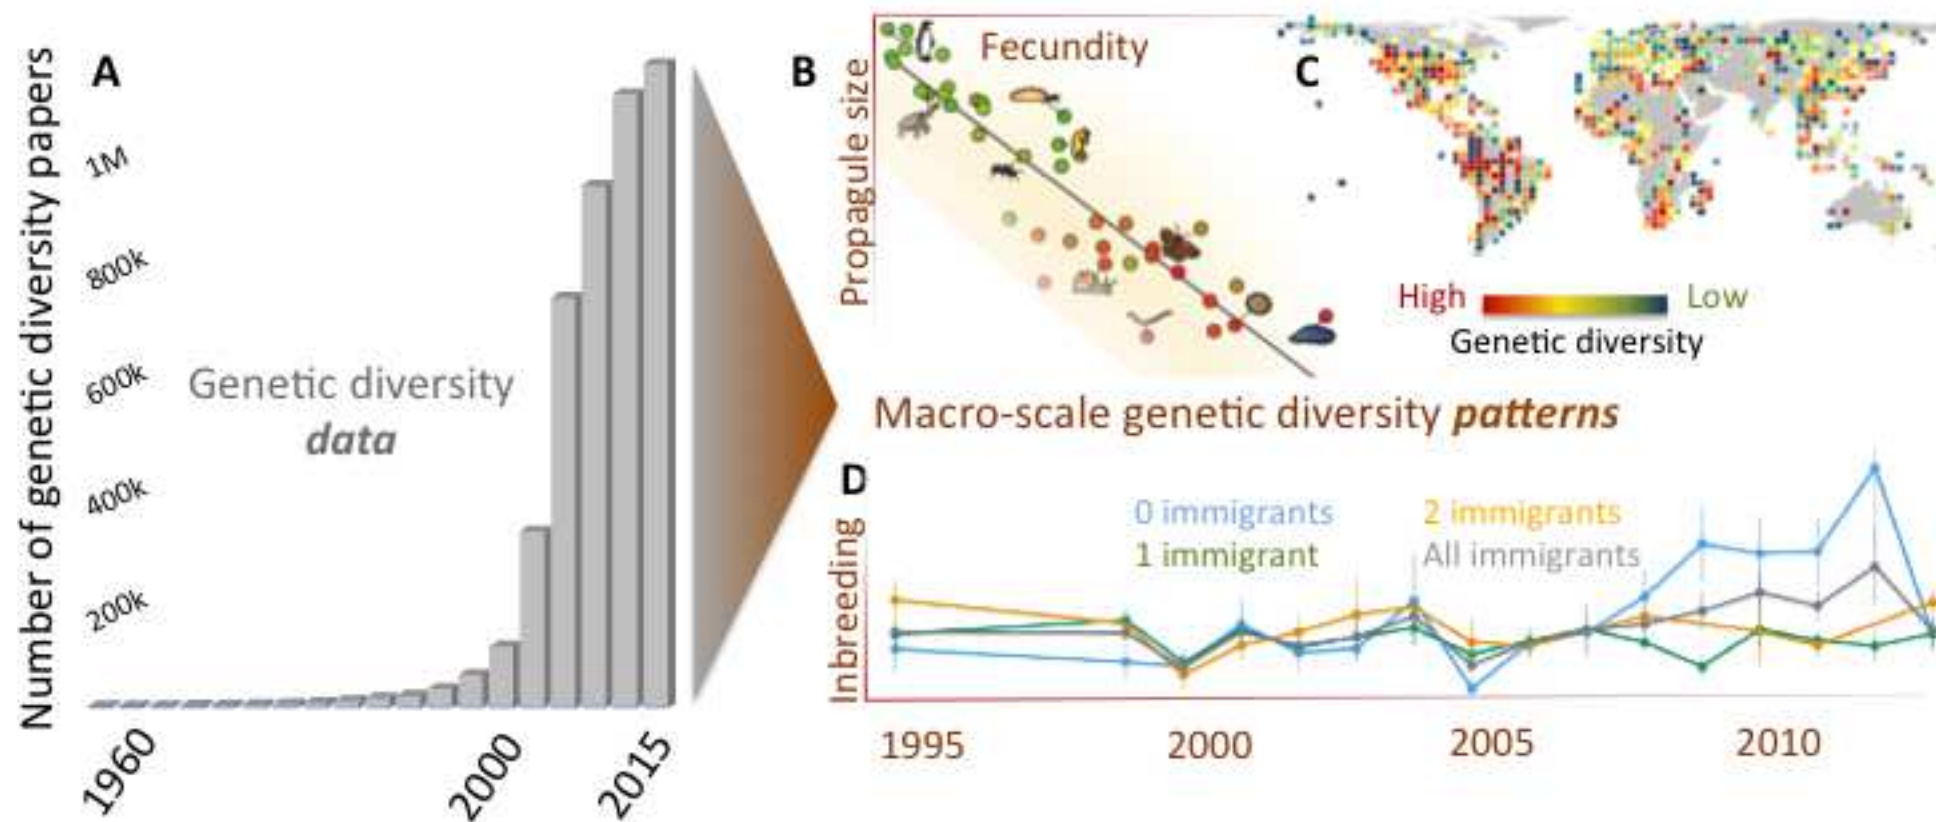 Number of genetic diversity papers
A
1M
800k
600k
400k
200k
Genetic diversity
data
1960
2000
2015
B
Propagule size
Fecundity
C
High
Low
Genetic diversity
Macro-scale genetic diversity patterns
D
Inbreeding
0 immigrants
2 immigrants
1 immigrant
All immigrants
1995
2000
2005
2010